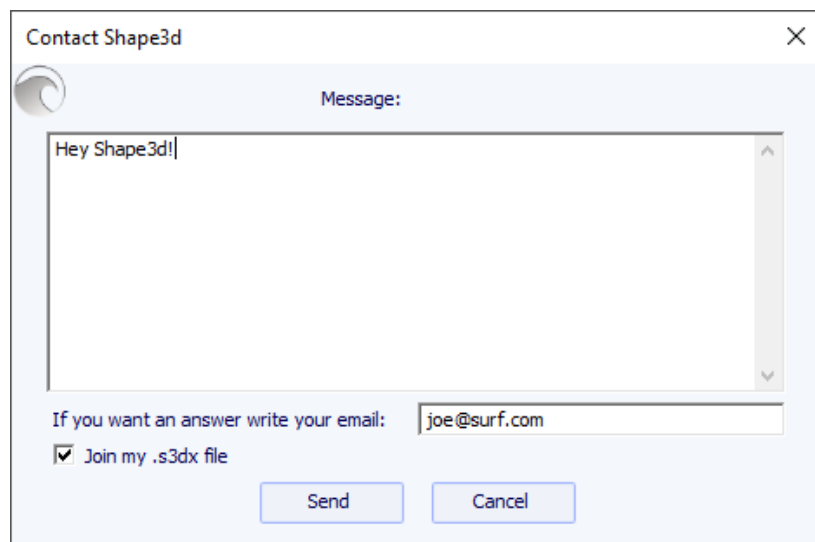 Contact Shape3d
Message:
Hey Shape3d!
If you want an answer write your email: joe@surf.com
Join my .s3dx file
Send Cancel